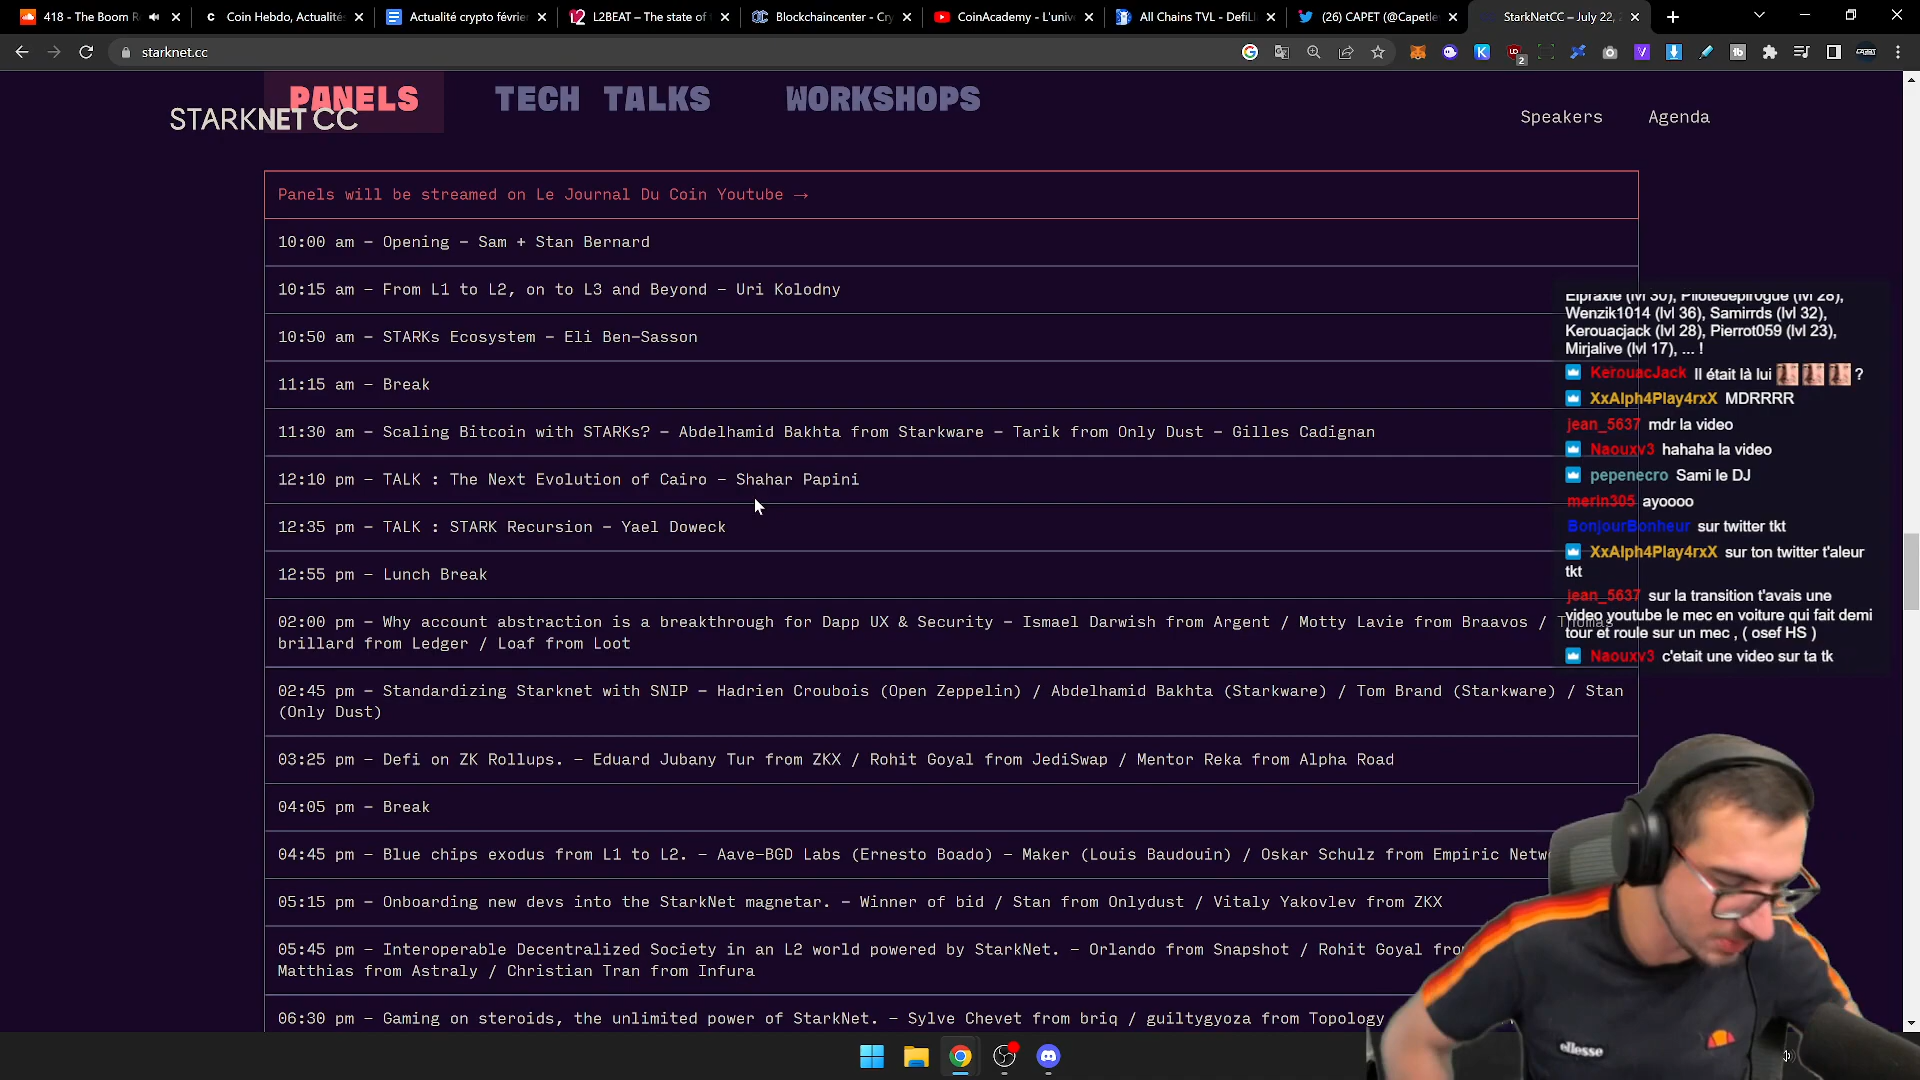 418 - The Boom R
Coin Hebdo, Actualité
Actualité crypto févrie
L2BEAT – The state of
Blockchaincenter - Cry
CoinAcademy - L'univ
All Chains TVL - DefiLl
(26) CAPET (@Capetlev
StarkNetCC – July 22, 2
starknet.cc
PANELS
TECH TALKS
WORKSHOPS
STARKNET CC
Speakers
Agenda
Panels will be streamed on Le Journal Du Coin Youtube →
10:00 am – Opening – Sam + Stan Bernard
10:15 am – From L1 to L2, on to L3 and Beyond – Uri Kolodny
10:50 am – STARKs Ecosystem – Eli Ben-Sasson
11:15 am – Break
11:30 am – Scaling Bitcoin with STARKs? – Abdelhamid Bakhta from Starkware – Tarik from Only Dust – Gilles Cadignan
12:10 pm – TALK : The Next Evolution of Cairo – Shahar Papini
12:35 pm – TALK : STARK Recursion – Yael Doweck
12:55 pm – Lunch Break
02:00 pm – Why account abstraction is a breakthrough for Dapp UX & Security – Ismael Darwish from Argent / Motty Lavie from Braavos / Thomas
brillard from Ledger / Loaf from Loot
02:45 pm – Standardizing Starknet with SNIP – Hadrien Croubois (Open Zeppelin) / Abdelhamid Bakhta (Starkware) / Tom Brand (Starkware) / Stan
(Only Dust)
03:25 pm – Defi on ZK Rollups. – Eduard Jubany Tur from ZKX / Rohit Goyal from JediSwap / Mentor Reka from Alpha Road
04:05 pm – Break
04:45 pm – Blue chips exodus from L1 to L2. – Aave-BGD Labs (Ernesto Boado) – Maker (Louis Baudouin) / Oskar Schulz from Empiric Netw
05:15 pm – Onboarding new devs into the StarkNet magnetar. – Winner of bid / Stan from Onlydust / Vitaly Yakovlev from ZKX
05:45 pm – Interoperable Decentralized Society in an L2 world powered by StarkNet. – Orlando from Snapshot / Rohit Goyal fro
Matthias from Astraly / Christian Tran from Infura
06:30 pm – Gaming on steroids, the unlimited power of StarkNet. – Sylve Chevet from briq / guiltygyoza from Topology
Elpraxie (lvl 30), Pilotedepirogue (lvl 28),
Wenzik1014 (lvl 36), Samirrds (lvl 32),
Kerouacjack (lvl 28), Pierrot059 (lvl 23),
Mirjalive (lvl 17), ... !
KerouacJack Il était là lui ?
XxAlph4Play4rxX MDRRRR
jean_5637 mdr la video
Naouxv3 hahaha la video
pepenecro Sami le DJ
merin305 ayoooo
BonjourBonheur sur twitter tkt
XxAlph4Play4rxX sur ton twitter t'aleur
tkt
jean_5637 sur la transition t'avais une
video youtube le mec en voiture qui fait demi
tour et roule sur un mec , ( osef HS )
Naouxv3 c'etait une video sur ta tk
ellesse